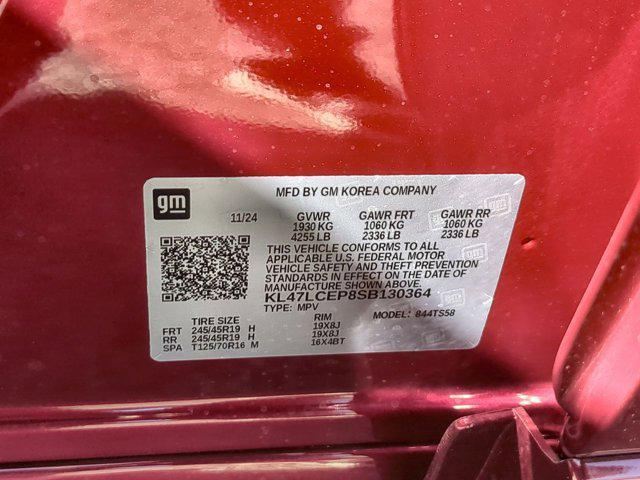 gm
MFD BY GM KOREA COMPANY
11/24 GVWR GAWR FRT GAWR RR
1930 KG 1060 KG 1060 KG
4255 LB 2336 LB 2336 LB
THIS VEHICLE CONFORMS TO ALL
APPLICABLE U.S. FEDERAL MOTOR
VEHICLE SAFETY AND THEFT PREVENTION
STANDARDS IN EFFECT ON THE DATE OF
MANUFACTURE SHOWN ABOVE.
KL47LCEP8SB130364
TYPE: MPV
TIRE SIZE RIM MODEL: 844TS58
FRT 245/45R19 H 19X8J
RR 245/45R19 H 19X8J
SPA T125/70R16 M 16X4BT